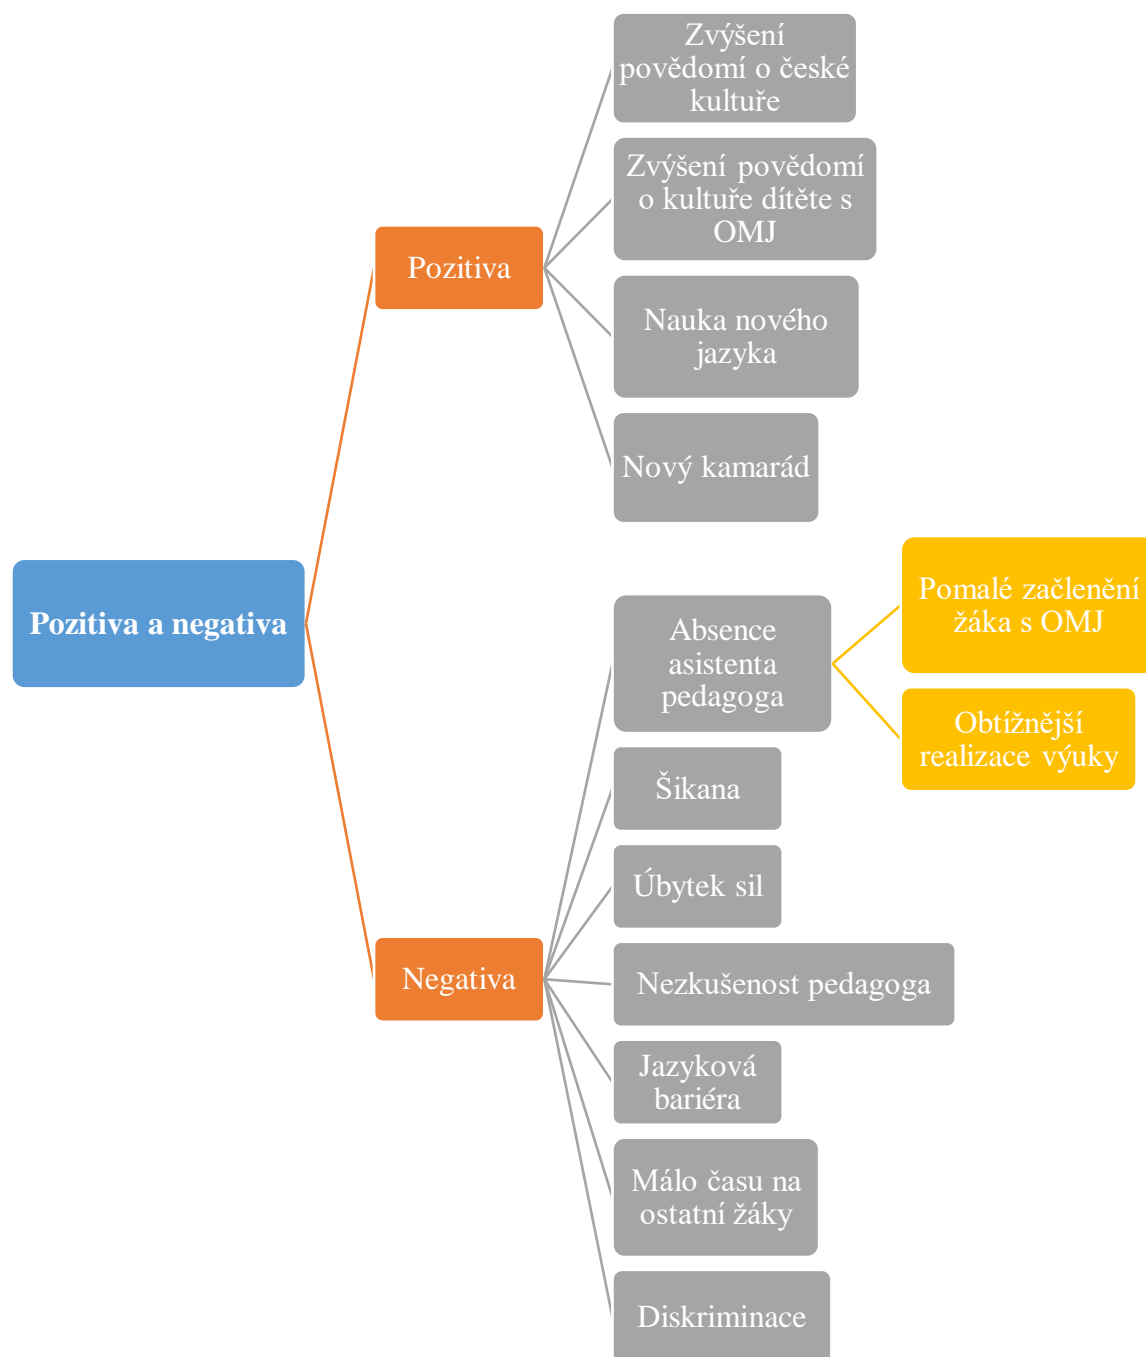 Zvýšení
povědomí o české
kultuře
Zvýšení povědomí
o kultuře dítěte s
OMJ
Pozitiva
Nauka nového
jazyka
Nový kamarád
Pozitiva a negativa
Absence
asistenta
pedagoga
Pomalé začlenění
žáka s OMJ
Obtížnější
realizace výuky
Šikana
Úbytek sil
Negativa
Nezkušenost pedagoga
Jazyková
bariéra
Málo času na
ostatní žáky
Diskriminace